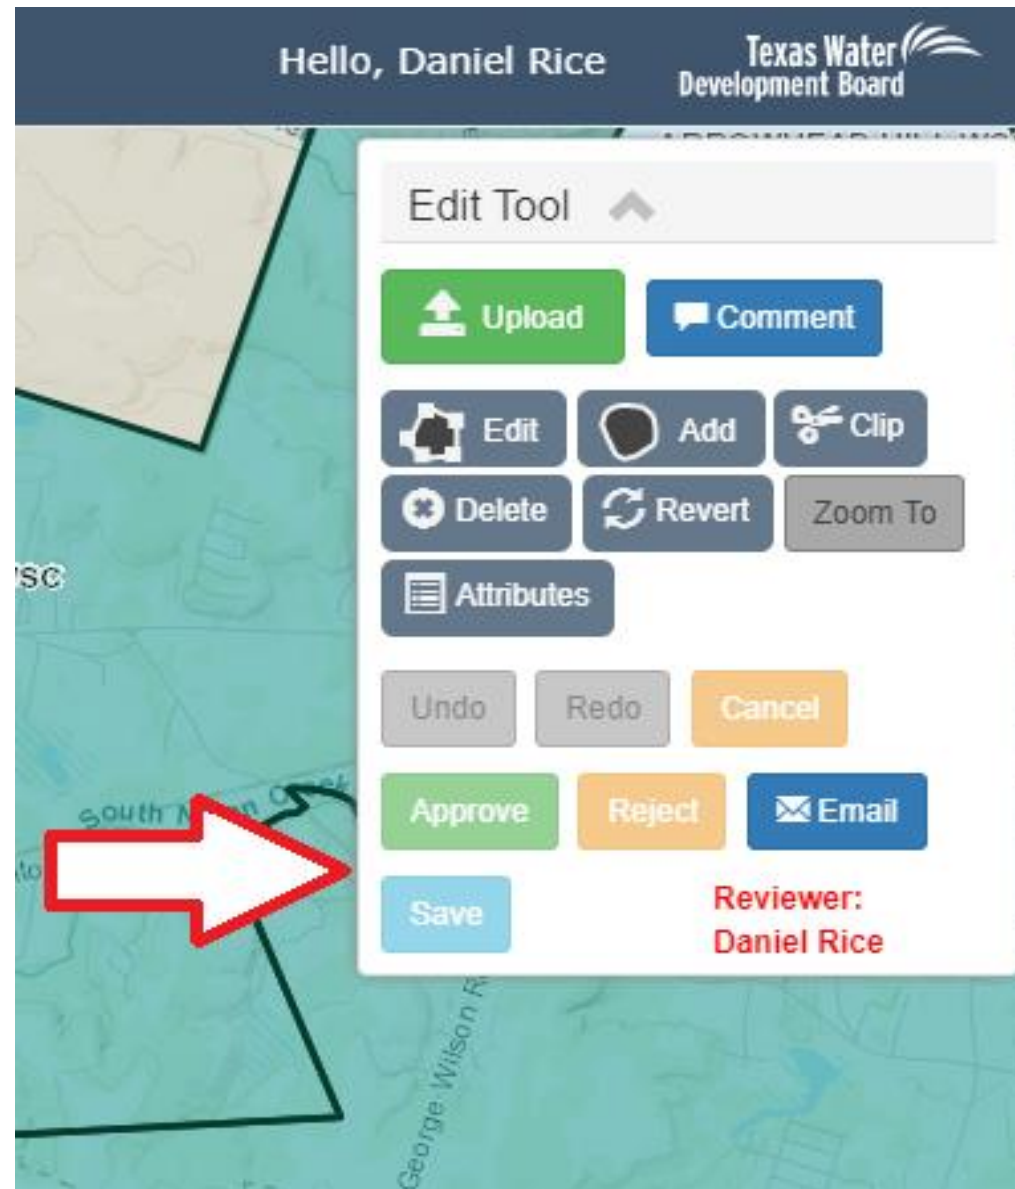 Hello, Daniel Rice
Texas Water
Development Board
Edit Tool
Upload
Comment
Edit
Add
Clip
Delete
Revert
Zoom To
Attributes
Undo
Redo
Cancel
Approve
Reject
Email
Save
Reviewer:
Daniel Rice
South
George Wilson